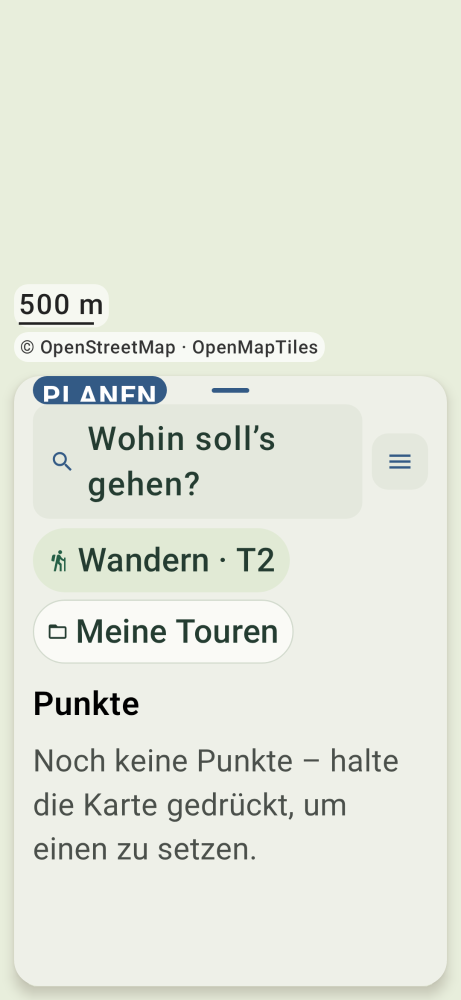 500 m
© OpenStreetMap · OpenMapTiles
PLANEN
Wohin soll’s
gehen?
Wandern · T2
Meine Touren
Punkte
Noch keine Punkte – halte
die Karte gedrückt, um
einen zu setzen.